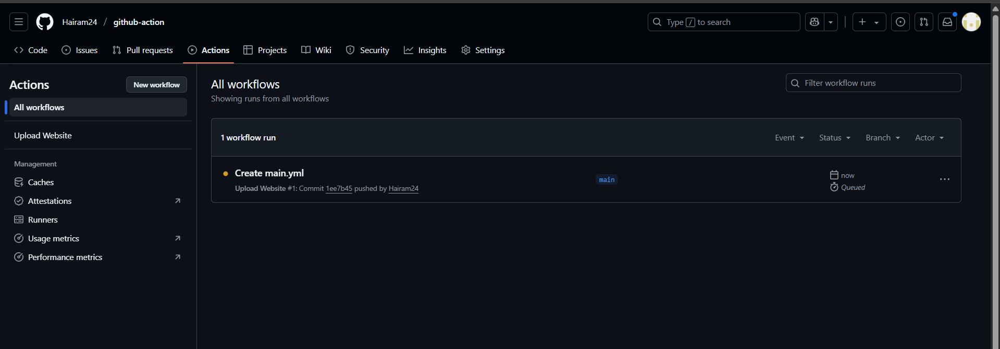 Hairam24 / github-action
Type / to search
Code
Issues
Pull requests
Actions
Projects
Wiki
Security
Insights
Settings
Actions
New workflow
All workflows
Upload Website
Management
Caches
Attestations
Runners
Usage metrics
Performance metrics
All workflows
Showing runs from all workflows
Filter workflow runs
1 workflow run
Event
Status
Branch
Actor
Create main.yml
Upload Website #1: Commit 1ee7b45 pushed by Hairam24
main
now
Queued